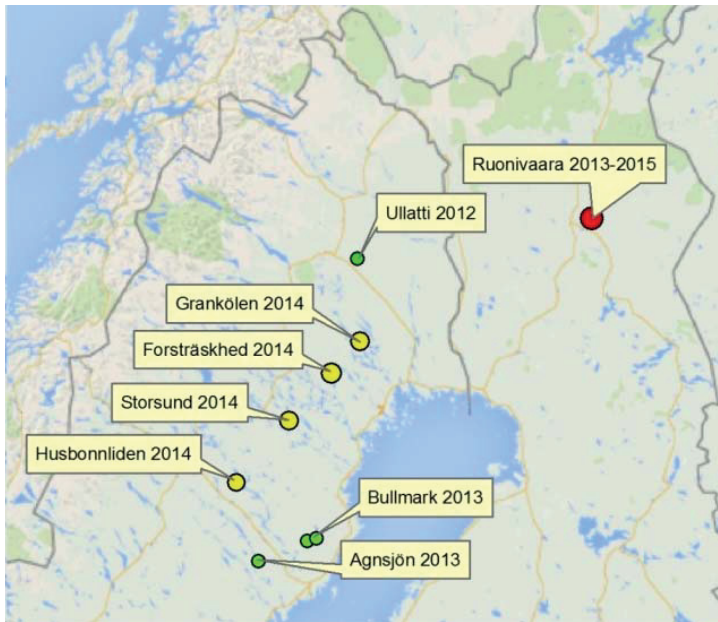 Ruonivaara 2013-2015
Ullatti 2012
Grankölen 2014
Forsträskhed 2014
Storsund 2014
Husbonnliden 2014
Bullmark 2013
Agnsjön 2013